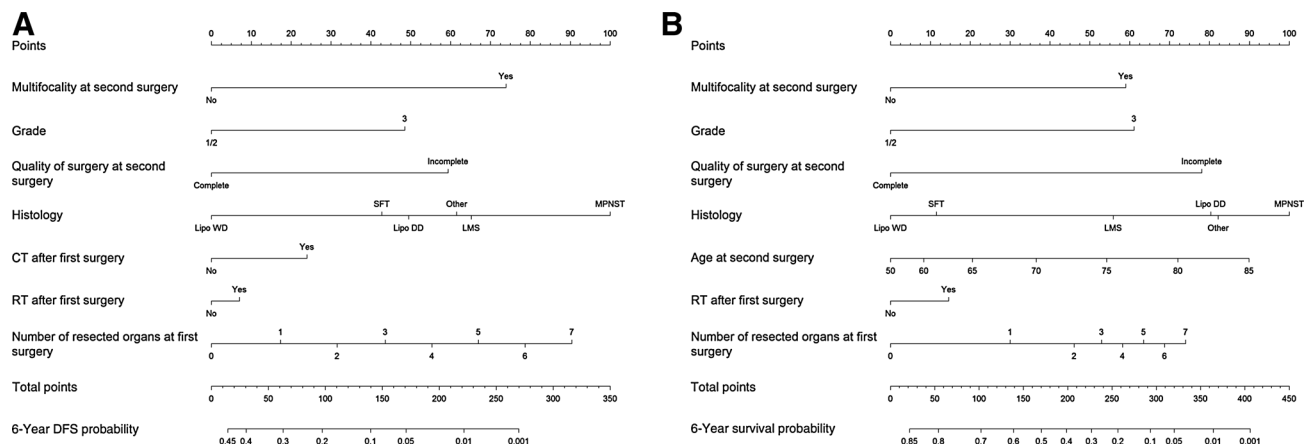 A
Points
0 10 20 30 40 50 60 70 80 90 100
Multifocality at second surgery
Yes
No
Grade
3
1/2
Quality of surgery at second
surgery
Incomplete
Complete
Histology
SFT Other MPNST
Lipo WD Lipo DD LMS
CT after first surgery
Yes
No
RT after first surgery
Yes
No
Number of resected organs at first
surgery
1 3 5 7
0 2 4 6
Total points
0 50 100 150 200 250 300 350
6-Year DFS probability
0.45 0.4 0.3 0.2 0.1 0.05 0.01 0.001
B
Points
0 10 20 30 40 50 60 70 80 90 100
Multifocality at second surgery
Yes
No
Grade
3
1/2
Quality of surgery at second
surgery
Incomplete
Complete
Histology
SFT Lipo DD MPNST
Lipo WD LMS Other
Age at second surgery
50 60 65 70 75 80 85
RT after first surgery
Yes
No
Number of resected organs at first
surgery
1 3 5 7
0 2 4 6
Total points
0 50 100 150 200 250 300 350 400 450
6-Year survival probability
0.85 0.8 0.7 0.6 0.5 0.4 0.3 0.2 0.1 0.05 0.01 0.001